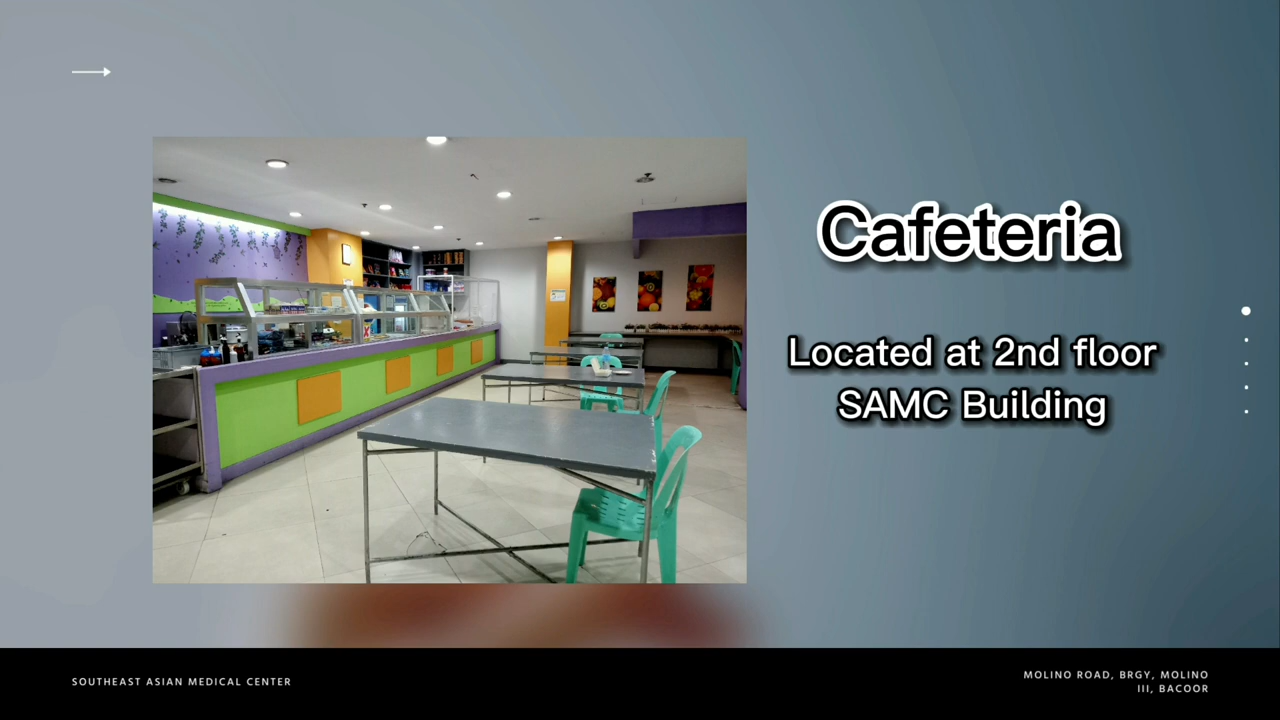 Cafeteria
Located at 2nd floor
SAMC Building
SOUTHEAST ASIAN MEDICAL CENTER
MOLINO ROAD, BRGY, MOLINO
III, BACOOR